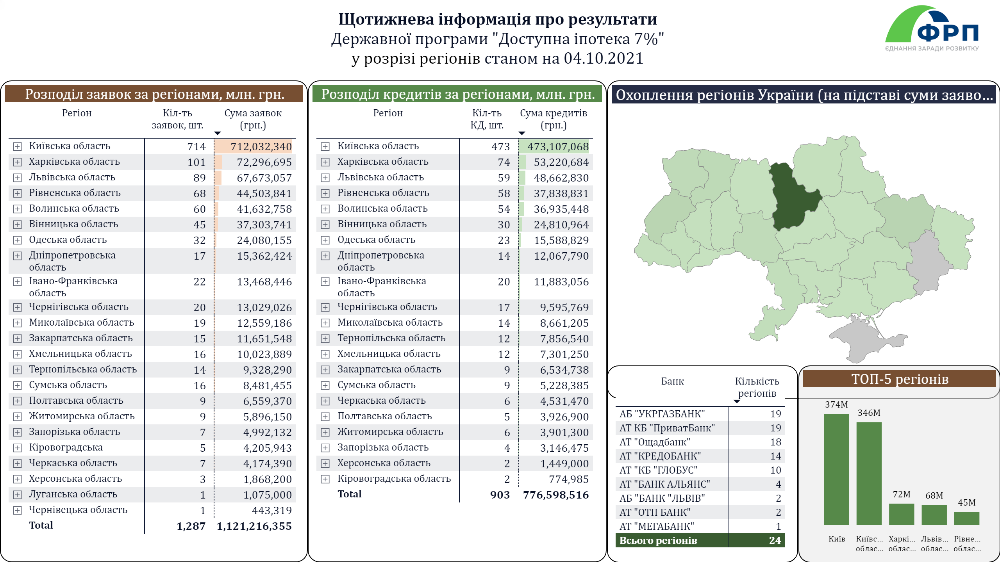 Щотижнева інформація про результати
Державної програми "Доступна іпотека 7%"
у розрізі регіонів станом на 04.10.2021
ФРП
ЄДНАННЯ ЗАРАДИ РОЗВИТКУ
Розподіл заявок за регіонами, млн. грн.
Регіон Кіл-ть заявок, шт. Сума заявок (грн.)
Київська область 714 712,032,340
Харківська область 101 72,296,695
Львівська область 89 67,673,057
Рівненська область 68 44,503,841
Волинська область 60 41,632,758
Вінницька область 45 37,303,741
Одеська область 32 24,080,155
Дніпропетровська область 17 15,362,424
Івано-Франківська область 22 13,468,446
Чернігівська область 20 13,029,026
Миколаївська область 19 12,559,186
Закарпатська область 15 11,651,548
Хмельницька область 16 10,023,889
Тернопільська область 14 9,328,290
Сумська область 16 8,481,455
Полтавська область 9 6,559,370
Житомирська область 9 5,896,150
Запорізька область 7 4,992,132
Кіровоградська 5 4,205,943
Черкаська область 7 4,174,390
Херсонська область 3 1,868,200
Луганська область 1 1,075,000
Чернівецька область 1 443,319
Total 1,287 1,121,216,355
Розподіл кредитів за регіонами, млн. грн.
Регіон Кіл-ть КД, шт. Сума кредитів (грн.)
Київська область 473 473,107,068
Харківська область 74 53,220,684
Львівська область 59 48,662,830
Рівненська область 58 37,838,831
Волинська область 54 36,935,448
Вінницька область 30 24,810,964
Одеська область 23 15,588,829
Дніпропетровська область 14 12,067,790
Івано-Франківська область 20 11,883,056
Чернігівська область 17 9,595,769
Миколаївська область 14 8,661,205
Тернопільська область 12 7,856,540
Хмельницька область 12 7,301,250
Закарпатська область 9 6,534,738
Сумська область 9 5,228,385
Черкаська область 6 4,531,470
Полтавська область 5 3,926,900
Житомирська область 6 3,901,300
Запорізька область 4 3,146,475
Херсонська область 2 1,449,000
Кіровоградська область 2 774,985
Total 903 776,598,516
Охоплення регіонів України (на підставі суми заяво...
Банк Кількість регіонів
АБ "УКРГАЗБАНК" 19
АТ КБ "ПриватБанк" 19
АТ "Ощадбанк" 18
АТ "КРЕДОБАНК" 14
АТ "КБ "ГЛОБУС" 10
АТ "БАНК АЛЬЯНС" 4
АБ "БАНК "ЛЬВІВ" 2
АТ "ОТП БАНК" 2
АТ "МЕГАБАНК" 1
Всього регіонів 24
ТОП-5 регіонів
374M 346M 72M 68M 45M
Київ Київс... Харкі... Львів... Рівне...
облас... облас... облас... облас...